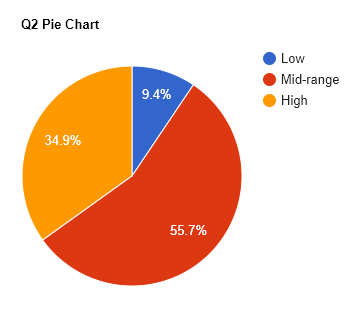 Q2 Pie Chart
Low
Mid-range
High
9.4%
34.9%
55.7%